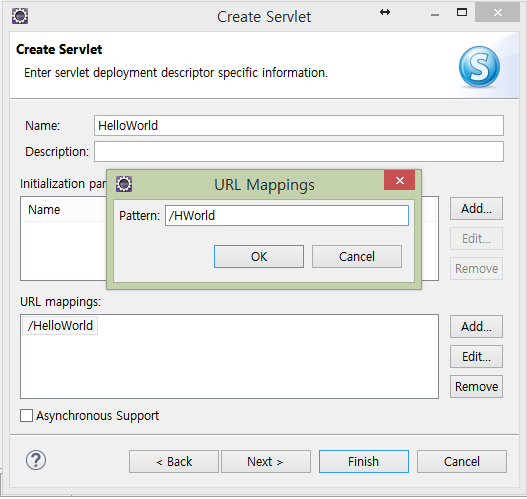 Create Servlet
Create Servlet
Enter servlet deployment descriptor specific information.
S
Name: HelloWorld
Description:
Initialization par
Name
Add...
Edit...
Remove
URL Mappings
Pattern: /HWorld
OK Cancel
URL mappings:
/HelloWorld
Add...
Edit...
Remove
Asynchronous Support
? < Back Next > Finish Cancel